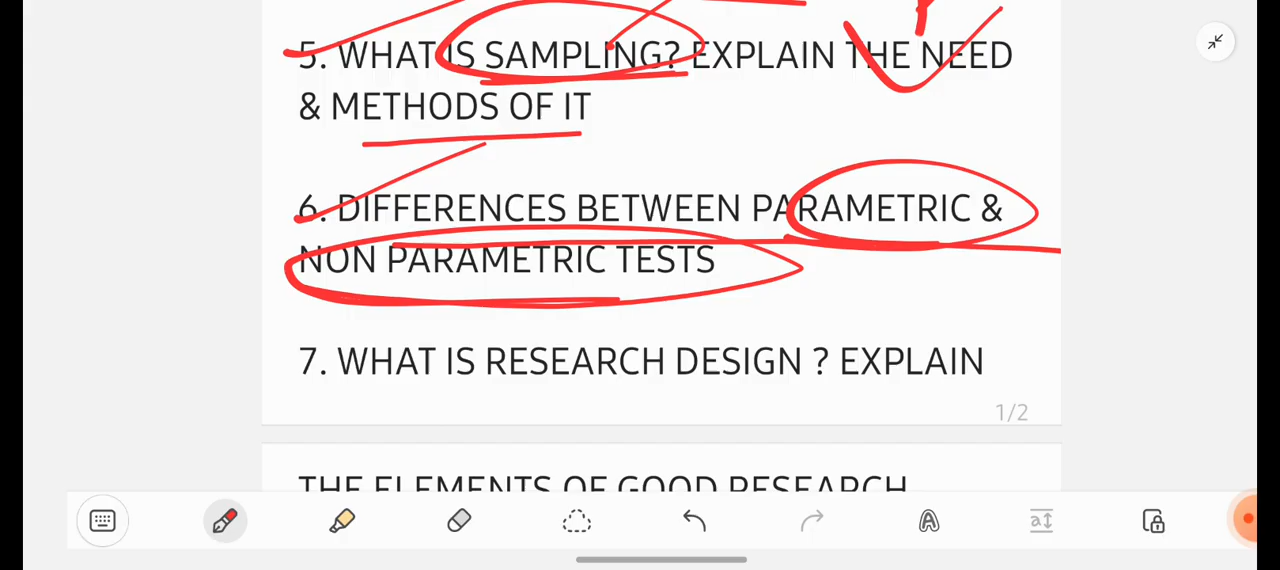 5. WHAT IS SAMPLING? EXPLAIN THE NEED
& METHODS OF IT
6. DIFFERENCES BETWEEN PARAMETRIC &
NON PARAMETRIC TESTS
7. WHAT IS RESEARCH DESIGN ? EXPLAIN
1/2
THE ELEMENTS OF GOOD RESEARCH